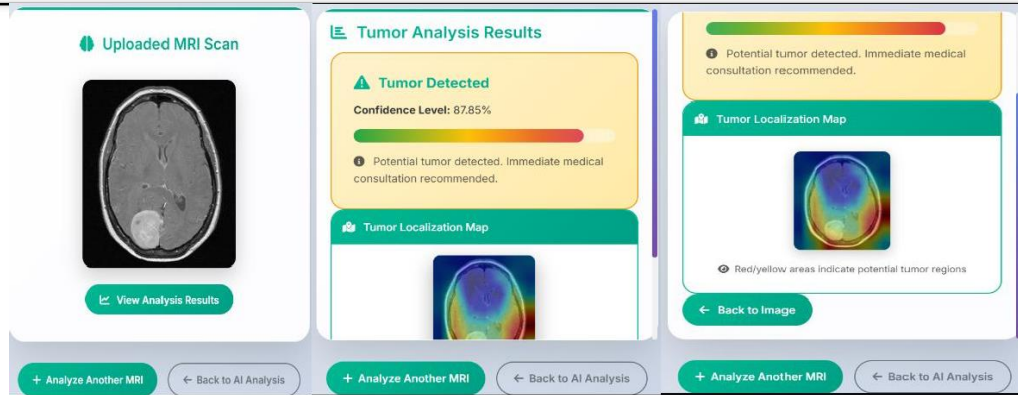 Uploaded MRI Scan
View Analysis Results
+ Analyze Another MRI
← Back to AI Analysis
Tumor Analysis Results
Tumor Detected
Confidence Level: 87.85%
Potential tumor detected. Immediate medical
consultation recommended.
Tumor Localization Map
+ Analyze Another MRI
← Back to AI Analysis
Potential tumor detected. Immediate medical
consultation recommended.
Tumor Localization Map
Red/yellow areas indicate potential tumor regions
← Back to Image
+ Analyze Another MRI
← Back to AI Analysis